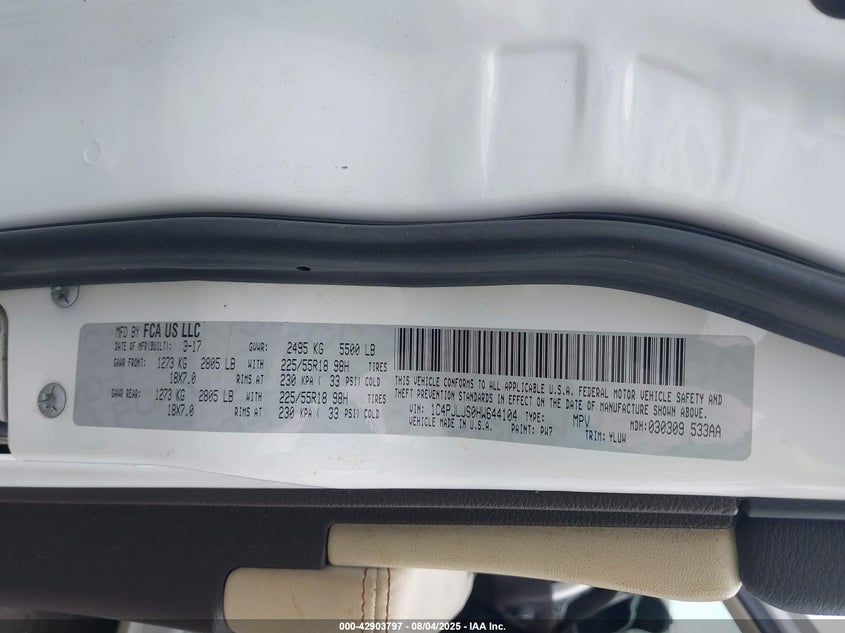 MFD BY FCA US LLC
DATE OF MFR(BUILT): 3-17 GVWR: 2495 KG 5500 LB
GAWR FRONT: 1273 KG 2805 LB WITH 225/55R18 98H TIRES
18X7.0 RIMS AT 230 KPA ( 33 PSI) COLD
GAWR REAR: 1273 KG 2805 LB WITH 225/55R18 98H TIRES
18X7.0 RIMS AT 230 KPA ( 33 PSI) COLD
THIS VEHICLE CONFORMS TO ALL APPLICABLE U.S.A. FEDERAL MOTOR VEHICLE SAFETY AND
THEFT PREVENTION STANDARDS IN EFFECT ON THE DATE OF MANUFACTURE SHOWN ABOVE.
VIN: 1C4PJLJS0HW644104 TYPE: MPV MDH:030309 533AA
VEHICLE MADE IN U.S.A. PAINT: PW7 TRIM: YLUW
000-42903797 - 08/04/2025 - IAA Inc.